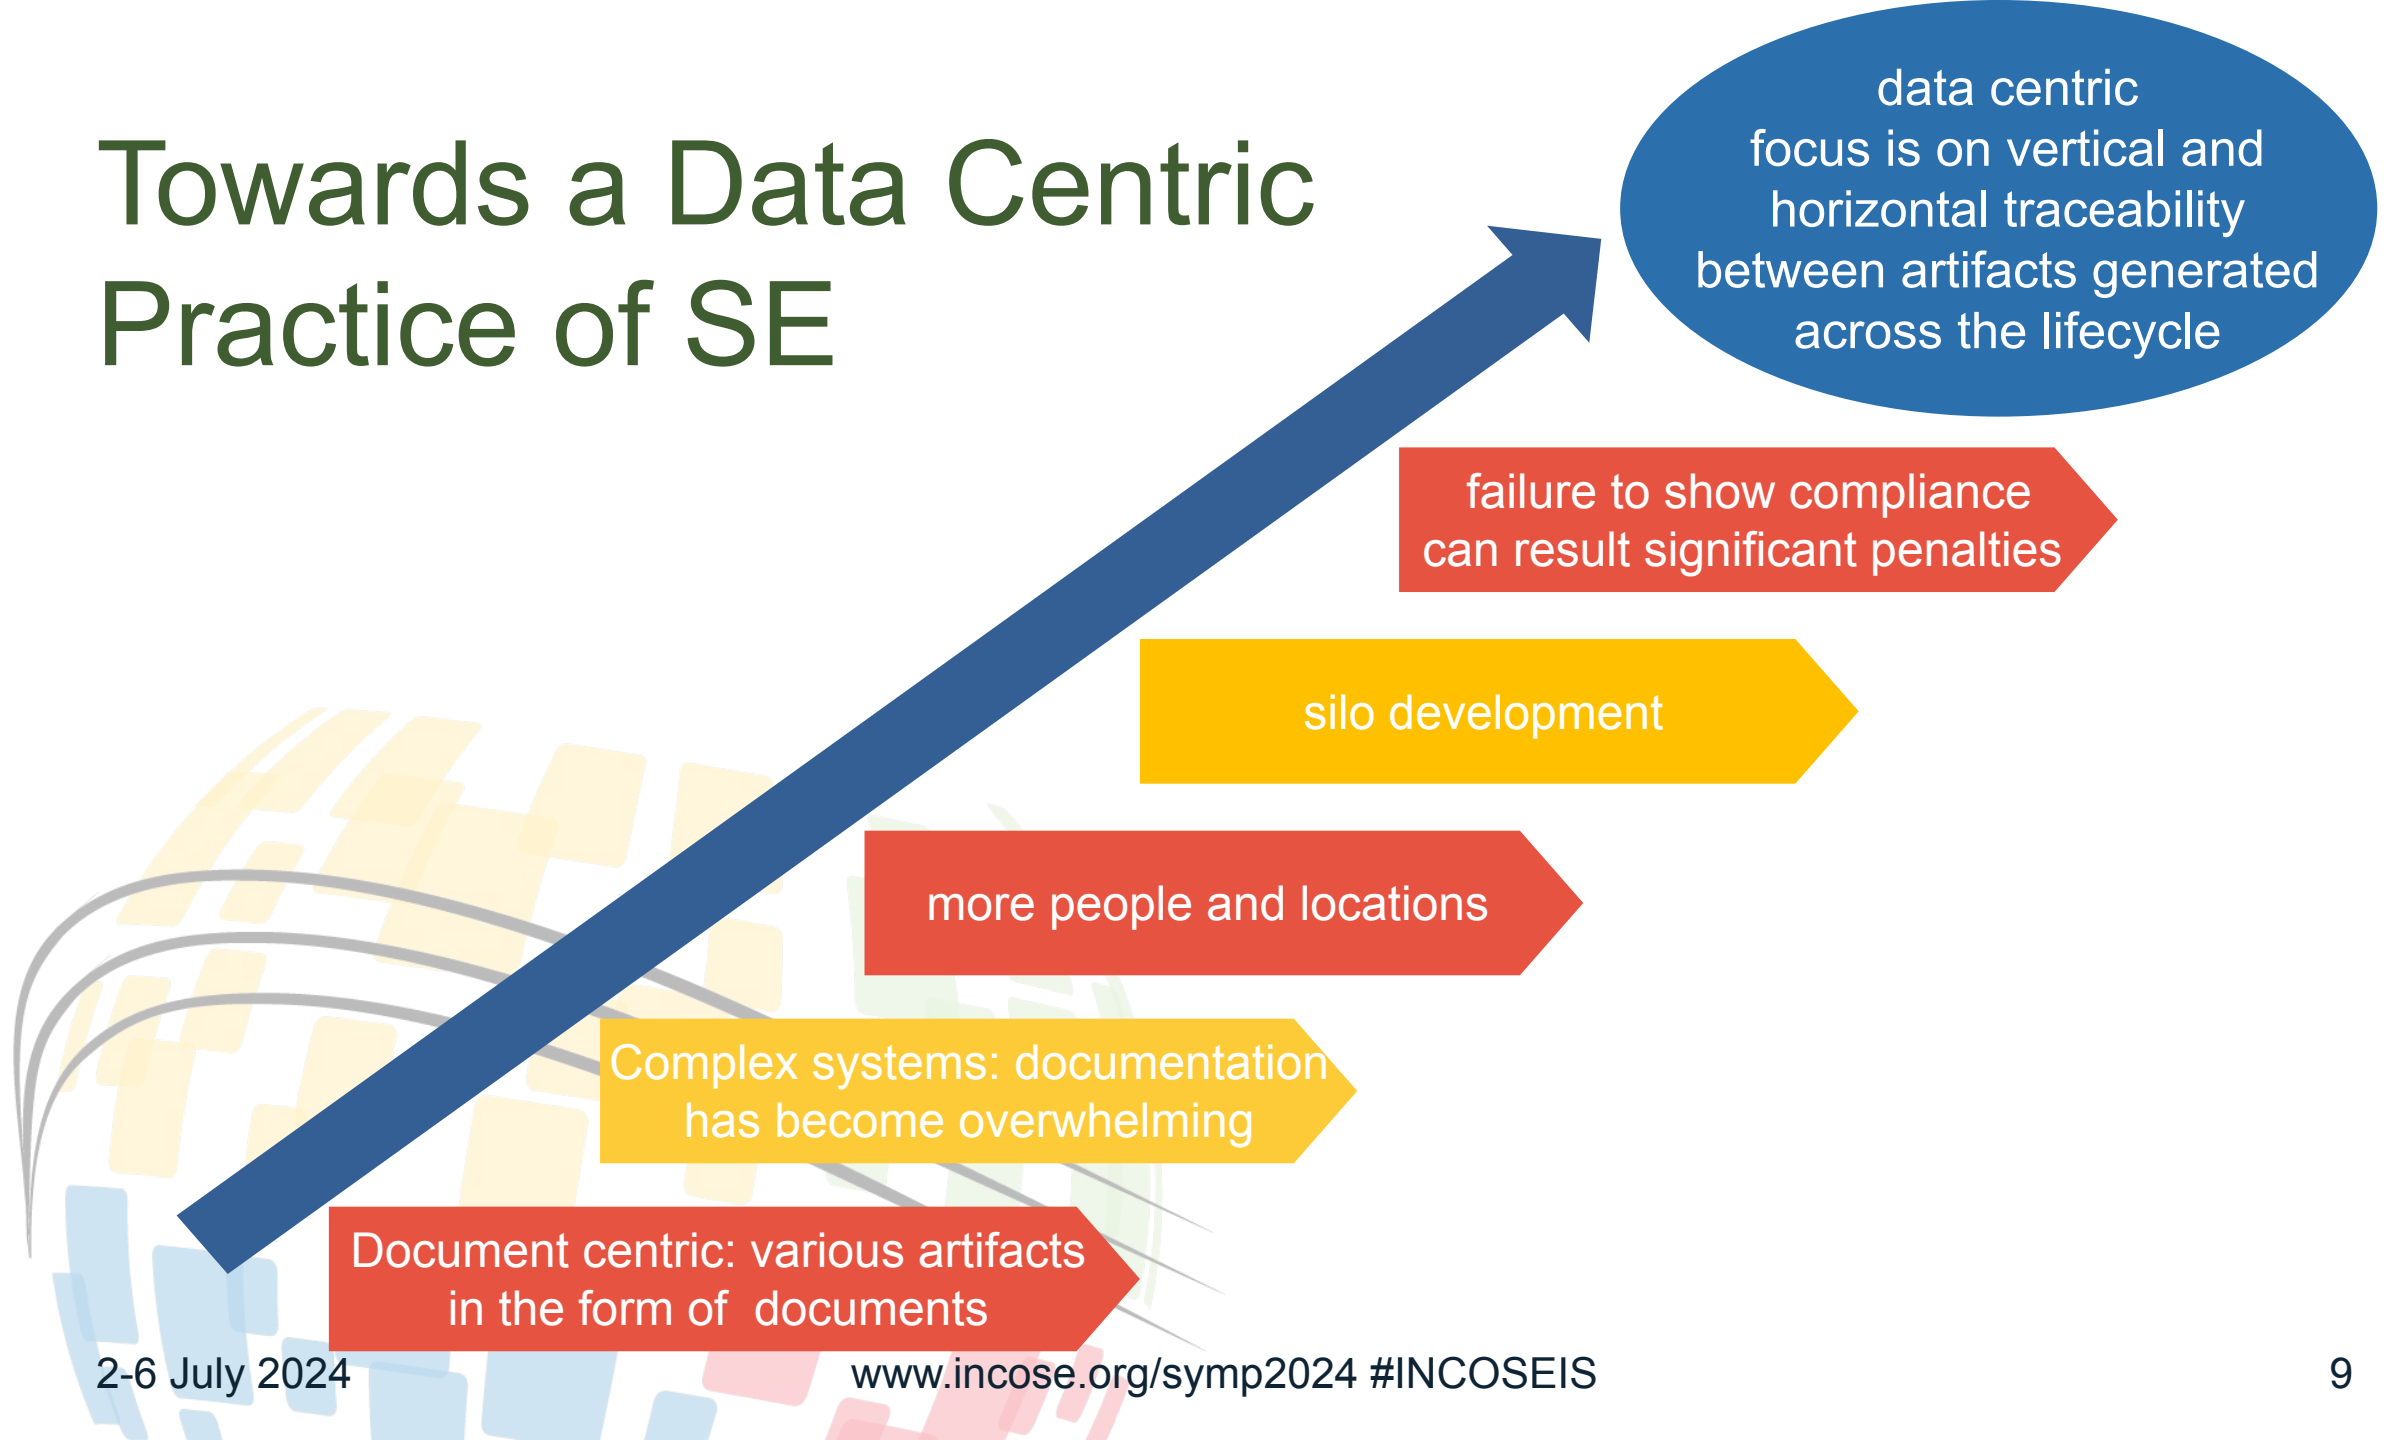 Towards a Data Centric
Practice of SE
data centric
focus is on vertical and
horizontal traceability
between artifacts generated
across the lifecycle
failure to show compliance
can result significant penalties
silo development
more people and locations
Complex systems: documentation
has become overwhelming
Document centric: various artifacts
in the form of  documents
2-6 July 2024
www.incose.org/symp2024 #INCOSEIS
9